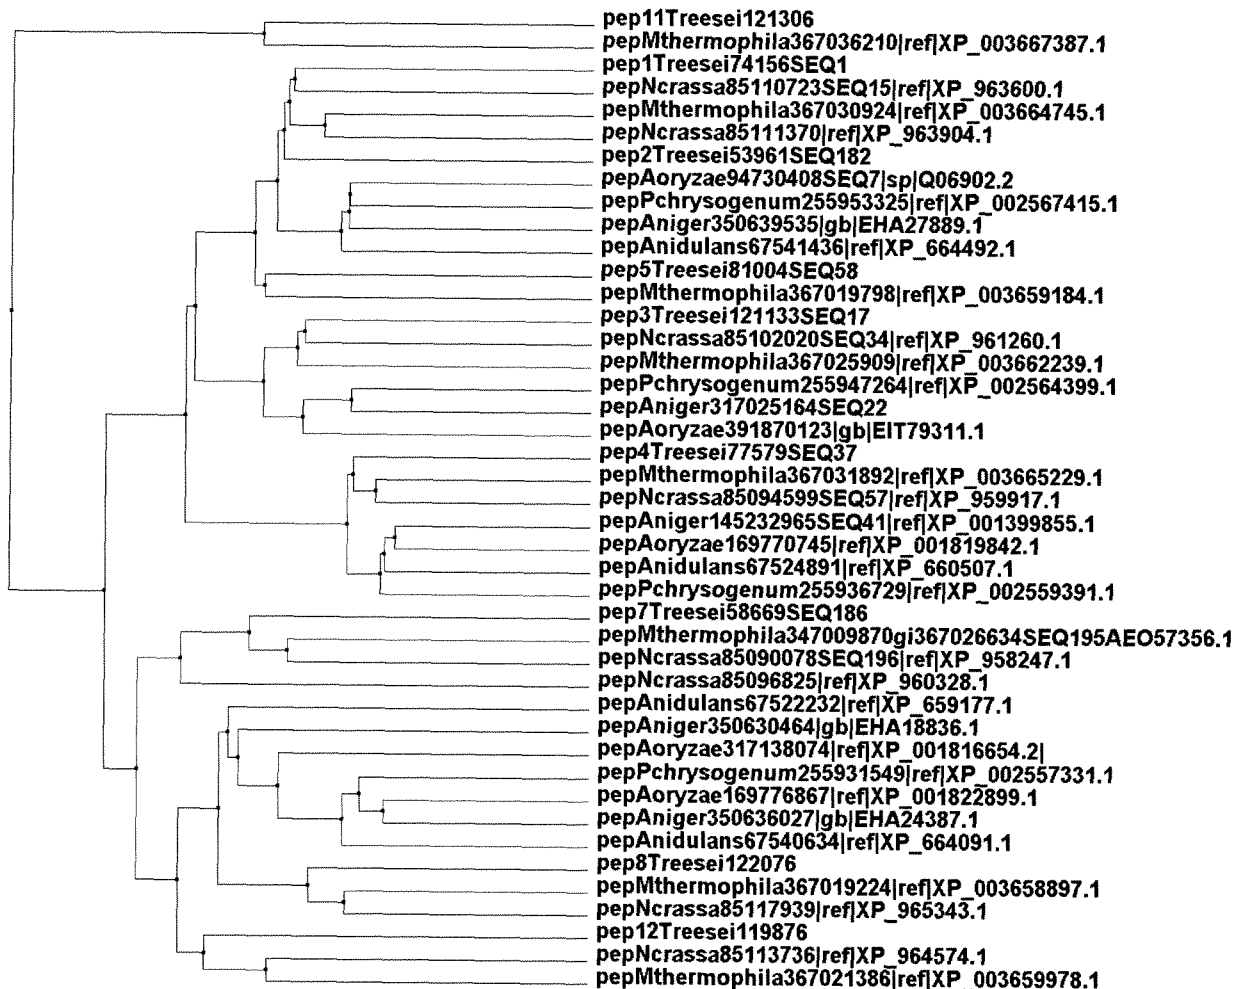 pep11Treesei121306
pepMthermophila367036210|ref|XP_003667387.1
pep1Treesei74156SEQ1
pepNcrassa85110723SEQ15|ref|XP_963600.1
pepMthermophila367030924|ref|XP_003664745.1
pepNcrassa85111370|ref|XP_963904.1
pep2Treesei53961SEQ182
pepAoryzae94730408SEQ7|sp|Q06902.2
pepPchrysogenum255953325|ref|XP_002567415.1
pepAniger350639535|gb|EHA27889.1
pepAnidulans67541436|ref|XP_664492.1
pep5Treesei81004SEQ58
pepMthermophila367019798|ref|XP_003659184.1
pep3Treesei121133SEQ17
pepNcrassa85102020SEQ34|ref|XP_961260.1
pepMthermophila367025909|ref|XP_003662239.1
pepPchrysogenum255947264|ref|XP_002564399.1
pepAniger317025164SEQ22
pepAoryzae391870123|gb|EIT79311.1
pep4Treesei77579SEQ37
pepMthermophila367031892|ref|XP_003665229.1
pepNcrassa85094599SEQ57|ref|XP_959917.1
pepAniger145232965SEQ41|ref|XP_001399855.1
pepAoryzae169770745|ref|XP_001819842.1
pepAnidulans67524891|ref|XP_660507.1
pepPchrysogenum255936729|ref|XP_002559391.1
pep7Treesei58669SEQ186
pepMthermophila347009870gi367026634SEQ195AEO57356.1
pepNcrassa85090078SEQ196|ref|XP_958247.1
pepNcrassa85096825|ref|XP_960328.1
pepAnidulans67522232|ref|XP_659177.1
pepAniger350630464|gb|EHA18836.1
pepAoryzae317138074|ref|XP_001816654.2|
pepPchrysogenum255931549|ref|XP_002557331.1
pepAoryzae169776867|ref|XP_001822899.1
pepAniger350636027|gb|EHA24387.1
pepAnidulans67540634|ref|XP_664091.1
pep8Treesei122076
pepMthermophila367019224|ref|XP_003658897.1
pepNcrassa85117939|ref|XP_965343.1
pep12Treesei119876
pepNcrassa85113736|ref|XP_964574.1
pepMthermophila367021386|ref|XP_003659978.1